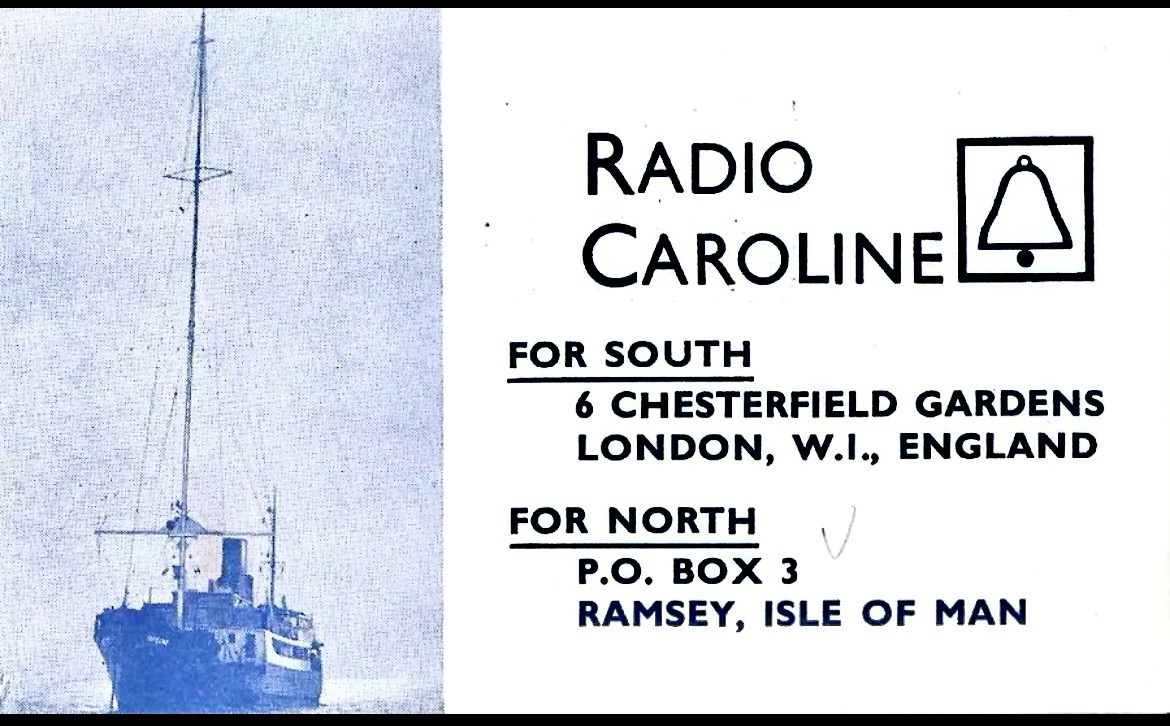 RADIO
CAROLINE
FOR SOUTH
6 CHESTERFIELD GARDENS
LONDON, W.I., ENGLAND
FOR NORTH
P.O. BOX 3
RAMSEY, ISLE OF MAN